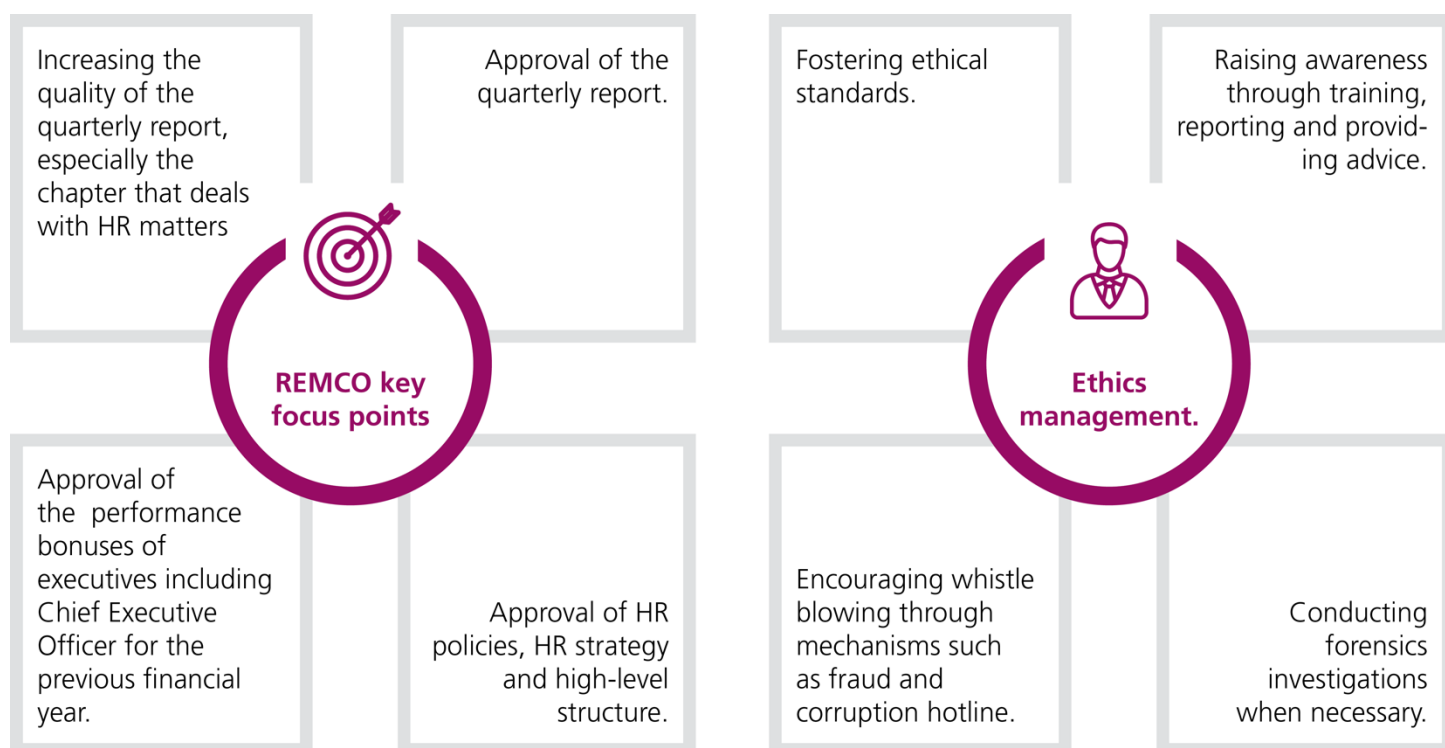 Increasing the
quality of the
quarterly report,
especially the
chapter that deals
with HR matters
Approval of the
quarterly report.
REMCO key
focus points
Approval of
the  performance
bonuses of
executives including
Chief Executive
Officer for the
previous financial
year.
Approval of HR
policies, HR strategy
and high-level
structure.
Fostering ethical
standards.
Raising awareness
through training,
reporting and provid-
ing advice.
Ethics
management.
Encouraging whistle
blowing through
mechanisms such
as fraud and
corruption hotline.
Conducting
forensics
investigations
when necessary.